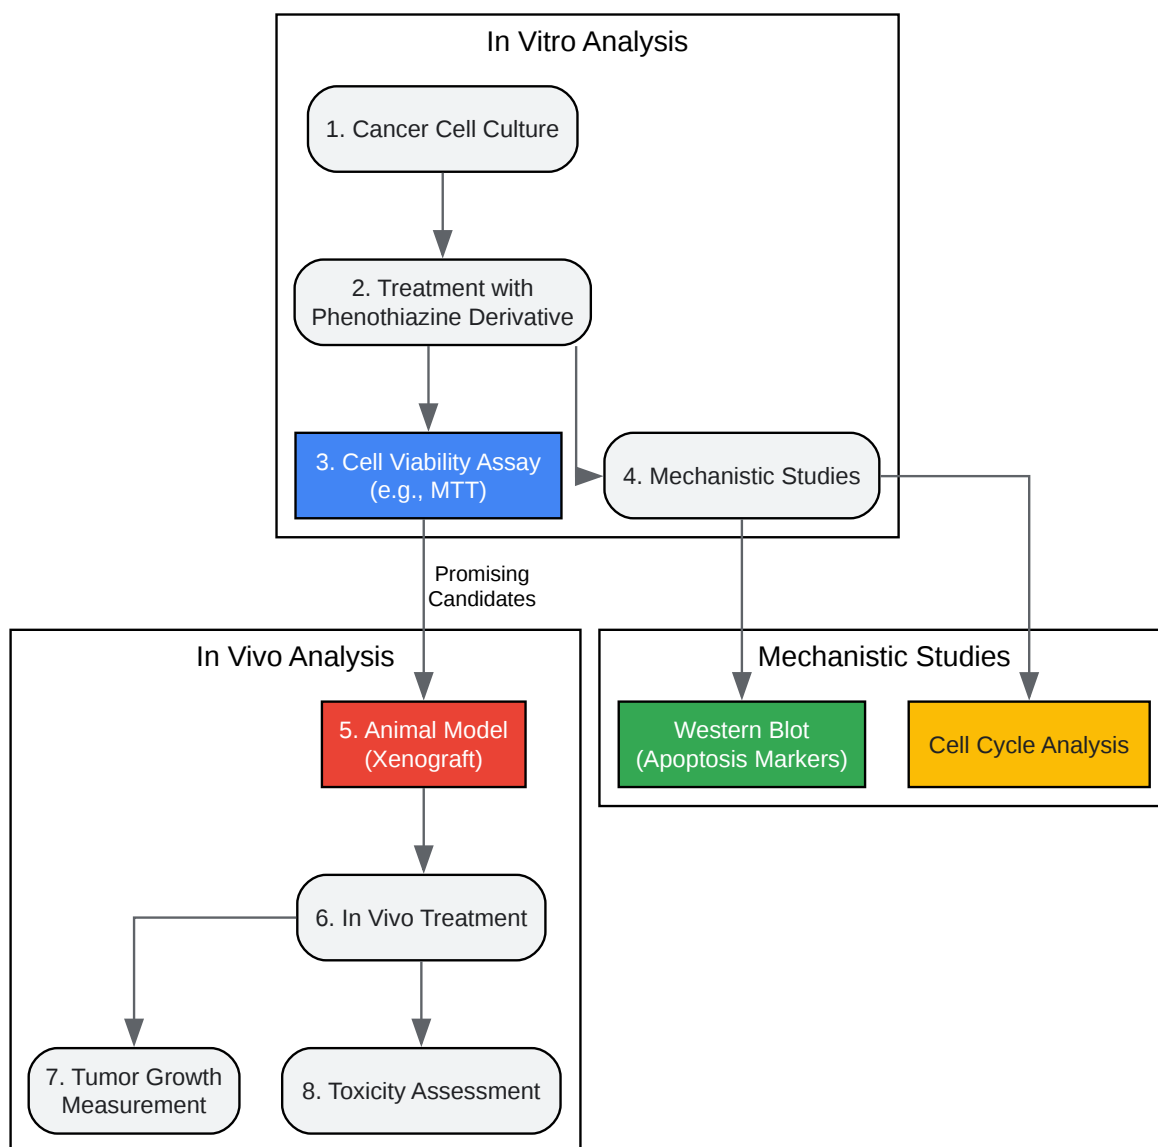 In Vitro Analysis
1. Cancer Cell Culture
2. Treatment with
Phenothiazine Derivative
3. Cell Viability Assay
(e.g., MTT)
4. Mechanistic Studies
Promising
Candidates
In Vivo Analysis
5. Animal Model
(Xenograft)
6. In Vivo Treatment
7. Tumor Growth
Measurement
8. Toxicity Assessment
Mechanistic Studies
Western Blot
(Apoptosis Markers)
Cell Cycle Analysis